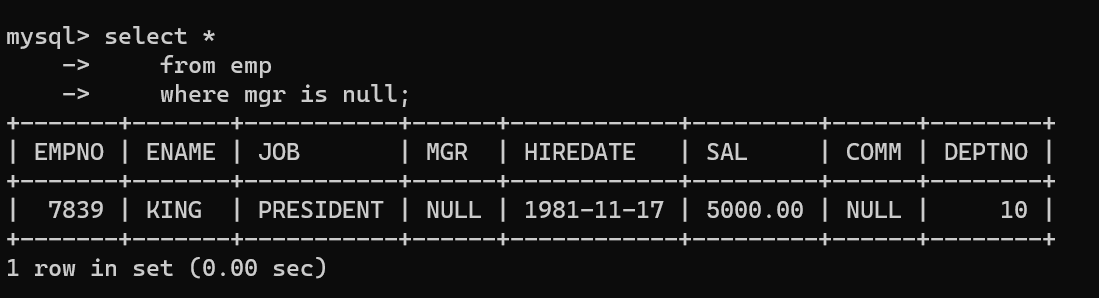 mysql> select *
    ->     from emp
    ->     where mgr is null;
+-------+-------+-----------+------+------------+---------+------+--------+
| EMPNO | ENAME | JOB       | MGR  | HIREDATE   | SAL     | COMM | DEPTNO |
+-------+-------+-----------+------+------------+---------+------+--------+
|  7839 | KING  | PRESIDENT | NULL | 1981-11-17 | 5000.00 | NULL |     10 |
+-------+-------+-----------+------+------------+---------+------+--------+
1 row in set (0.00 sec)